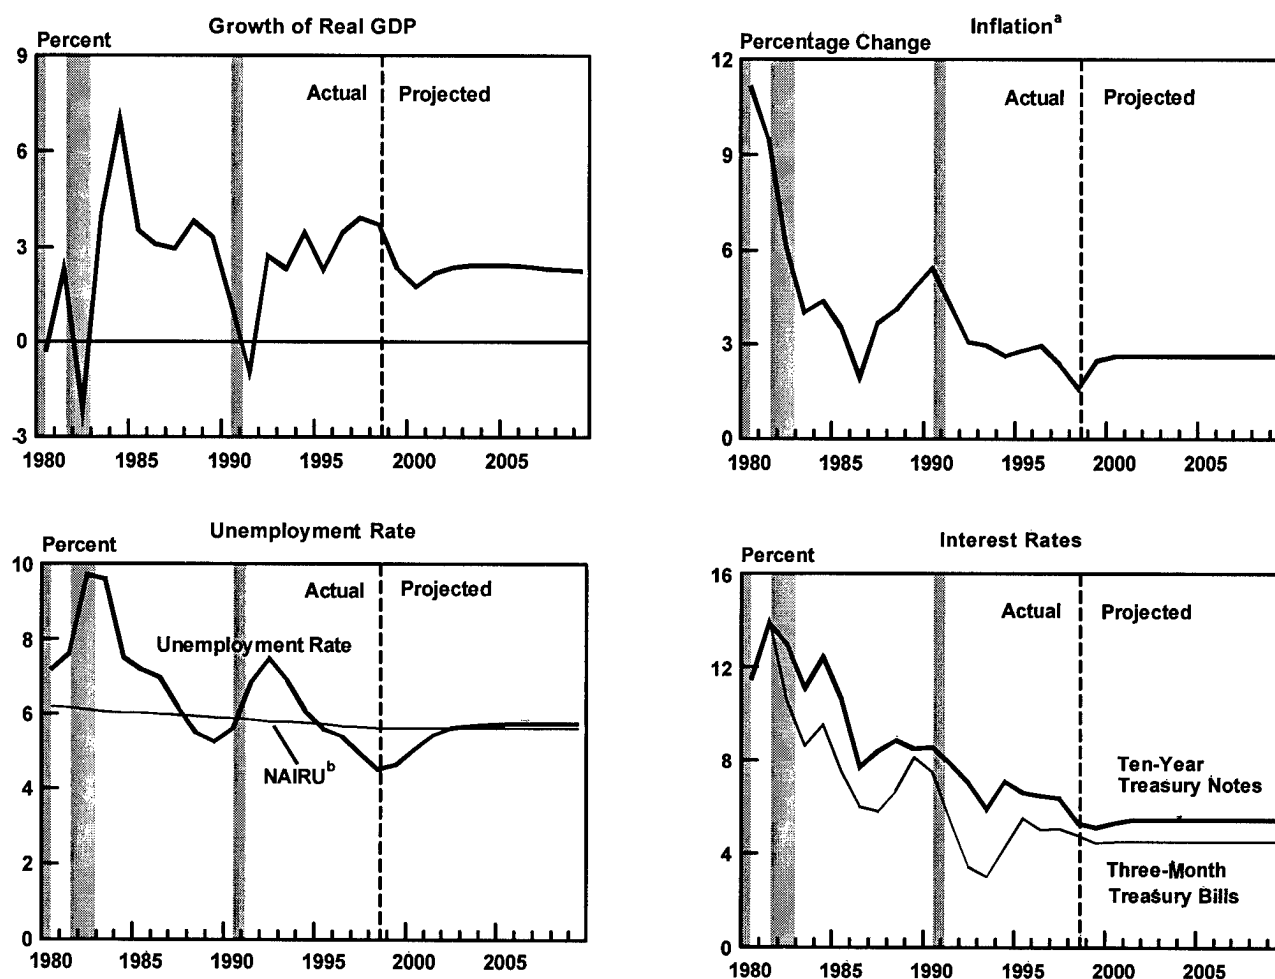 Growth of Real GDP
Percent
9
6
3
0
-3
Actual
Projected
1980 1985 1990 1995 2000 2005
Inflationᵃ
Percentage Change
12
9
6
3
0
Actual
Projected
1980 1985 1990 1995 2000 2005
Unemployment Rate
Percent
10
8
6
4
2
0
Actual
Projected
Unemployment Rate
NAIRUᵇ
1980 1985 1990 1995 2000 2005
Interest Rates
Percent
16
12
8
4
0
Actual
Projected
Ten-Year
Treasury Notes
Three-Month
Treasury Bills
1980 1985 1990 1995 2000 2005